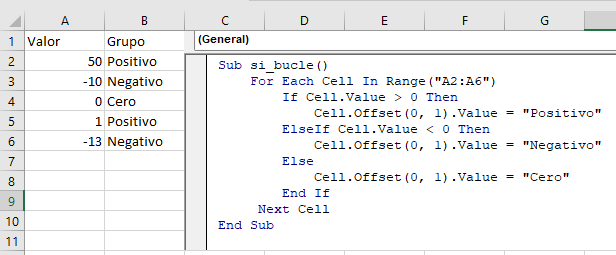 A B C D E F G
1 Valor Grupo (General)
2 50 Positivo
3 -10 Negativo
4 0 Cero
5 1 Positivo
6 -13 Negativo
7
8
9
10
11
Sub si_bucle()
For Each Cell In Range("A2:A6")
If Cell.Value > 0 Then
Cell.Offset(0, 1).Value = "Positivo"
ElseIf Cell.Value < 0 Then
Cell.Offset(0, 1).Value = "Negativo"
Else
Cell.Offset(0, 1).Value = "Cero"
End If
Next Cell
End Sub